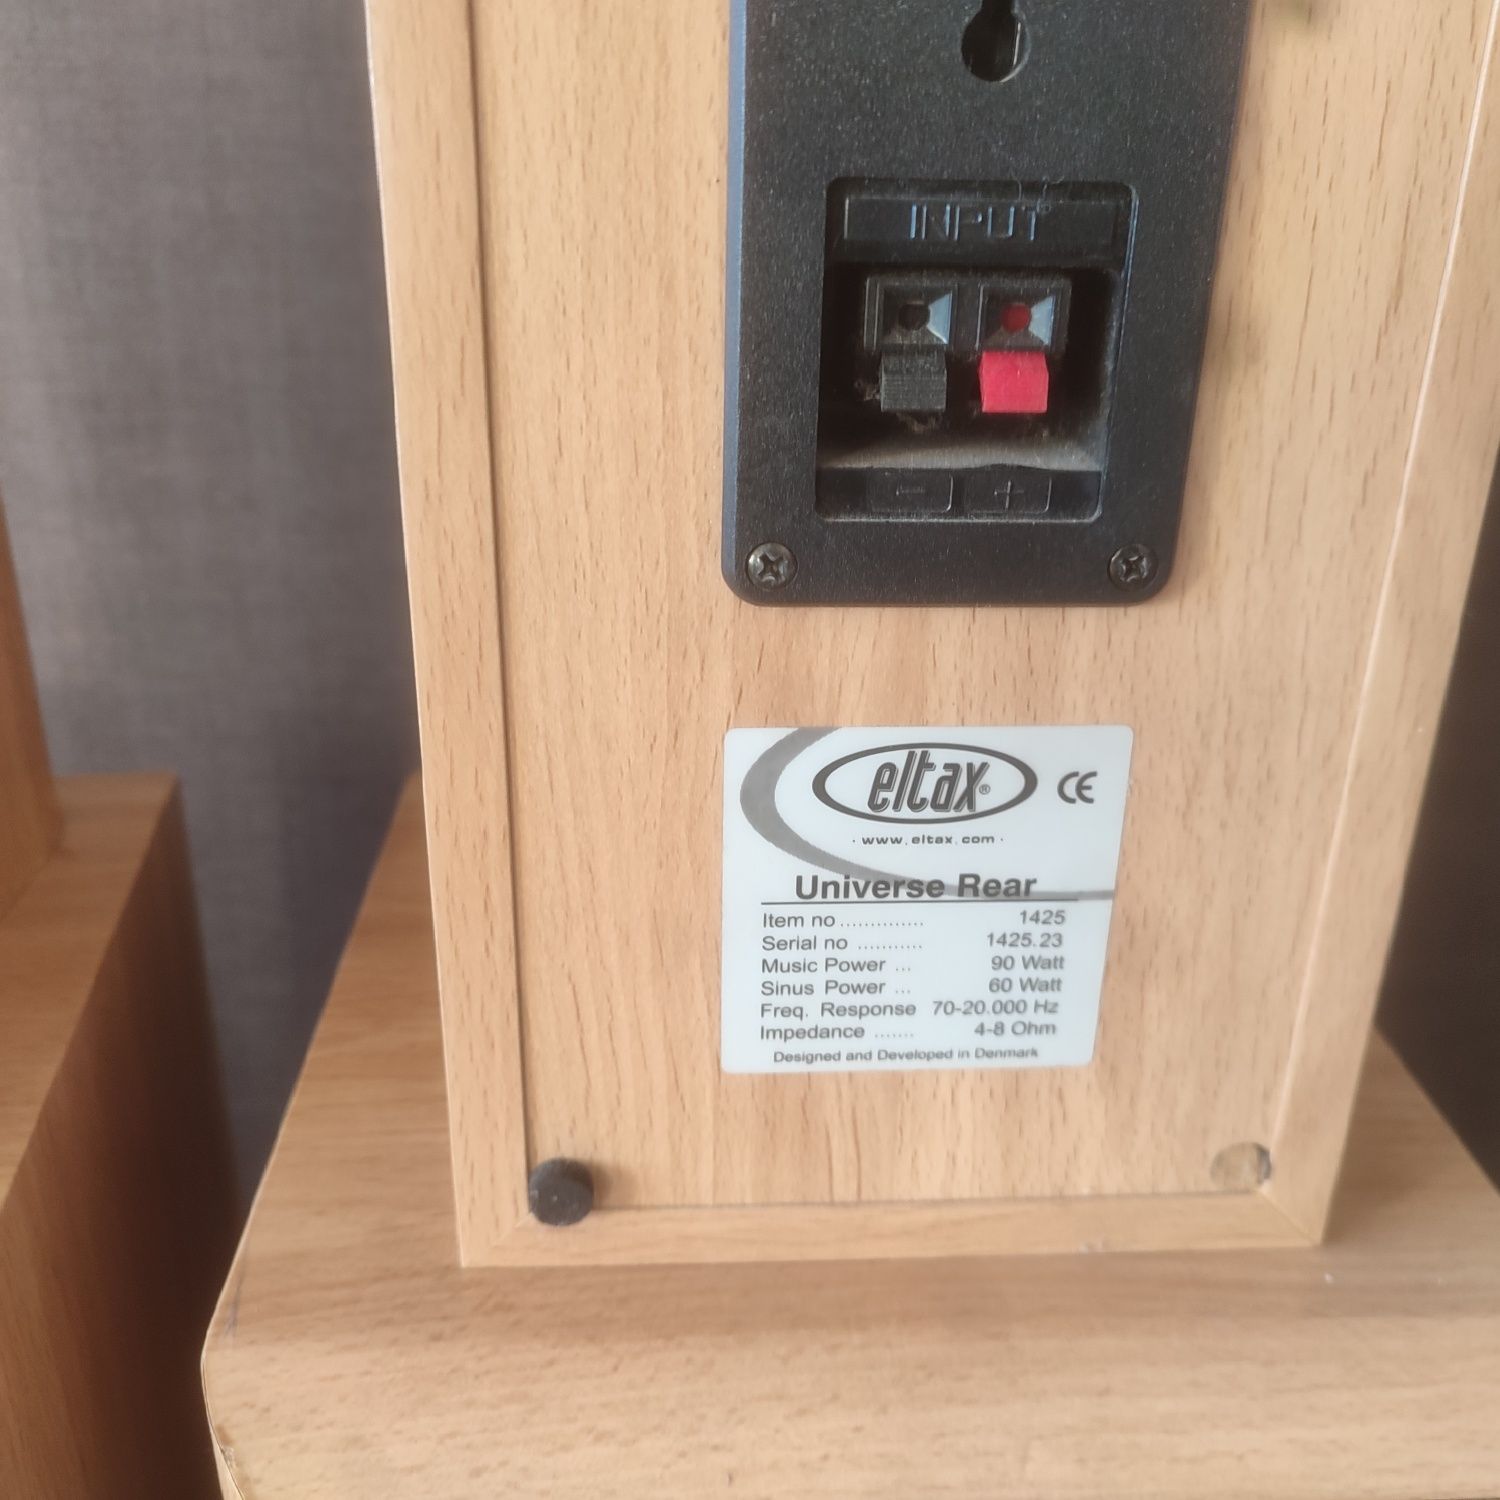 INPUT
- +
eltax® CE
· www.eltax.com ·
Universe Rear
Item no .............. 1425
Serial no ........... 1425.23
Music Power ... 90 Watt
Sinus Power ... 60 Watt
Freq. Response 70-20.000 Hz
Impedance ....... 4-8 Ohm
Designed and Developed in Denmark